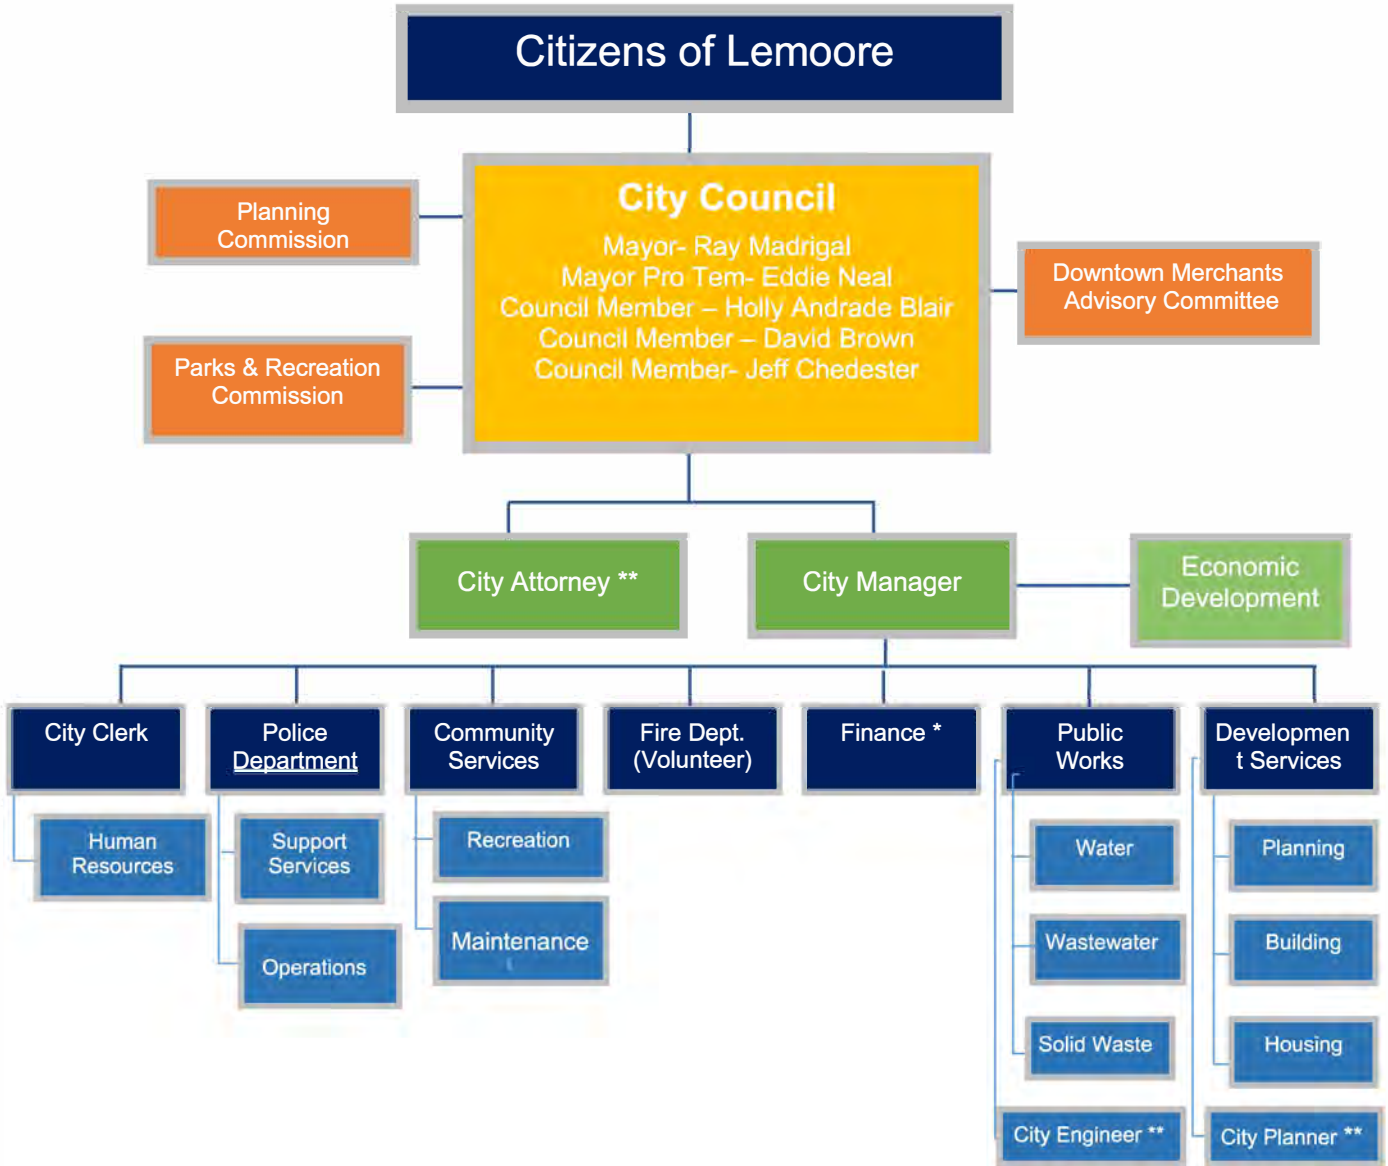 Citizens of Lemoore
City Council
Mayor- Ray Madrigal
Mayor Pro Tem- Eddie Neal
Council Member – Holly Andrade Blair
Council Member – David Brown
Council Member- Jeff Chedester
Planning
Commission
Parks & Recreation
Commission
Downtown Merchants
Advisory Committee
City Attorney **
City Manager
Economic
Development
City Clerk
Police
Department
Community
Services
Fire Dept.
(Volunteer)
Finance *
Public
Works
Developmen
t Services
Human
Resources
Support
Services
Operations
Recreation
Maintenance
Water
Wastewater
Solid Waste
City Engineer **
Planning
Building
Housing
City Planner **